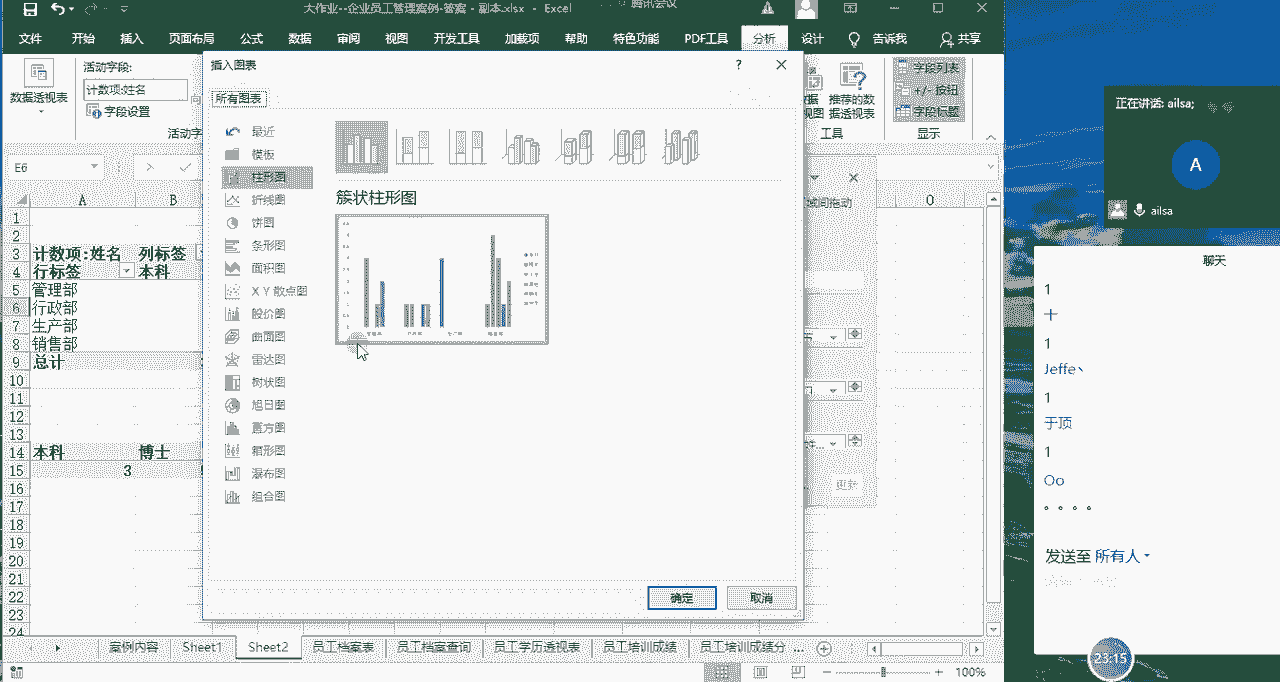 大作业--企业员工管理案例-答案 - 副本.xlsx - Excel
腾讯会议
文件 开始 插入 页面布局 公式 数据 审阅 视图 开发工具 加载项 帮助 特色功能 PDF工具 分析 设计 告诉我 共享
数据透视表
活动字段:
计数项:姓名
字段设置
活动字
推荐的数
据透视表
工具
字段列表
+/- 按钮
字段标题
显示
E6
A B O
1
2
3 计数项:姓名 列标签
4 行标签 本科
5 管理部
6 行政部
7 生产部
8 销售部
9 总计
10
11
12
13
14 本科 博士
15 3
16
17
18
19
20
21
22
23
24
插入图表
?
所有图表
最近
模板
柱形图
折线图
饼图
条形图
面积图
X Y 散点图
股价图
曲面图
雷达图
树状图
旭日图
直方图
箱形图
瀑布图
组合图
簇状柱形图
确定 取消
域间拖动
更新
案例内容 Sheet1 Sheet2 员工档案表 员工档案查询 员工学历透视表 员工培训成绩 员工培训成绩分 ...
100%
正在讲话: ailsa;
A
ailsa
聊天
1
十
1
Jeffe丶
1
于顶
1
Oo
。。。。
发送至 所有人
23:15